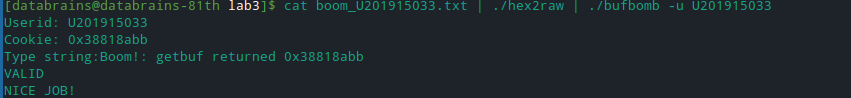 [databrains@databrains-81th lab3]$ cat boom_U201915033.txt | ./hex2raw | ./bufbomb -u U201915033
Userid: U201915033
Cookie: 0x38818abb
Type string:Boom!: getbuf returned 0x38818abb
VALID
NICE JOB!